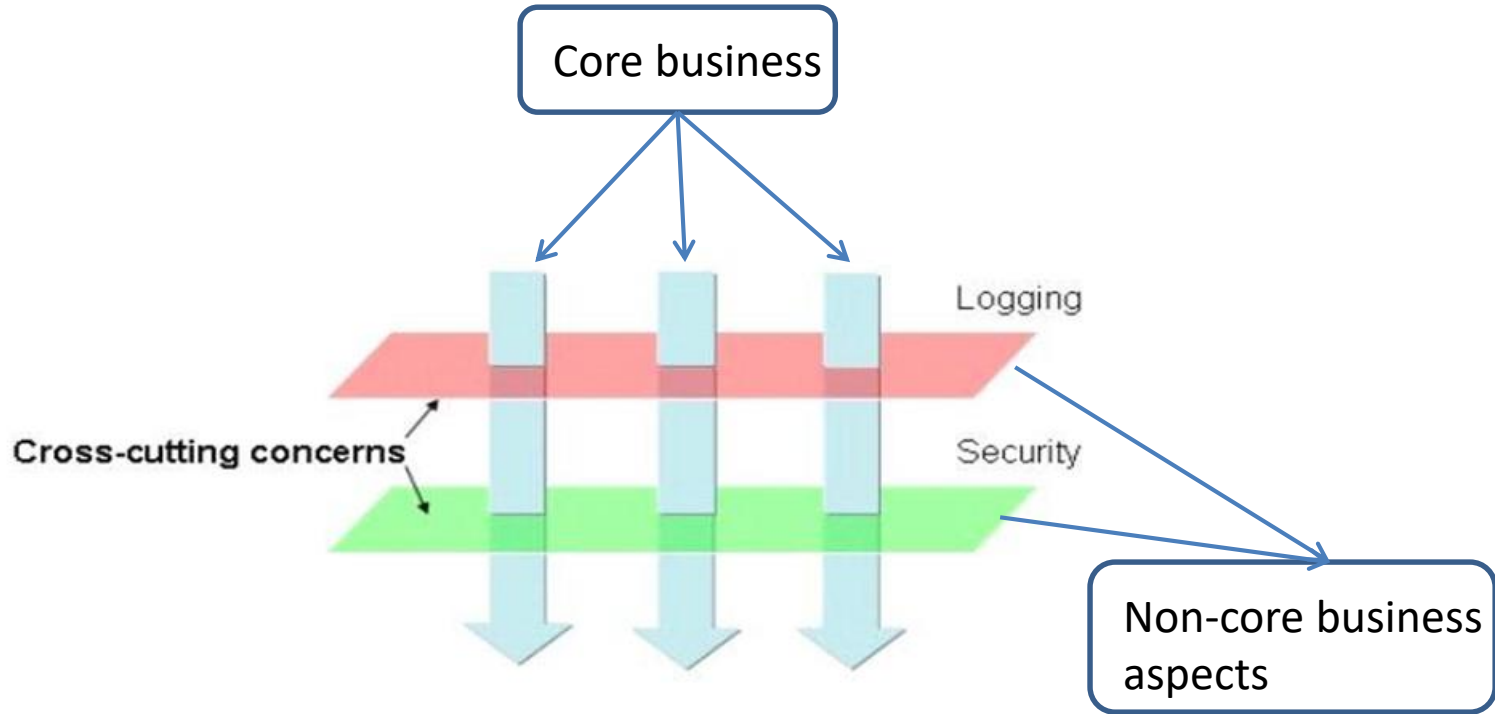 Core business
Logging
Cross-cutting concerns
Security
Non-core business
aspects